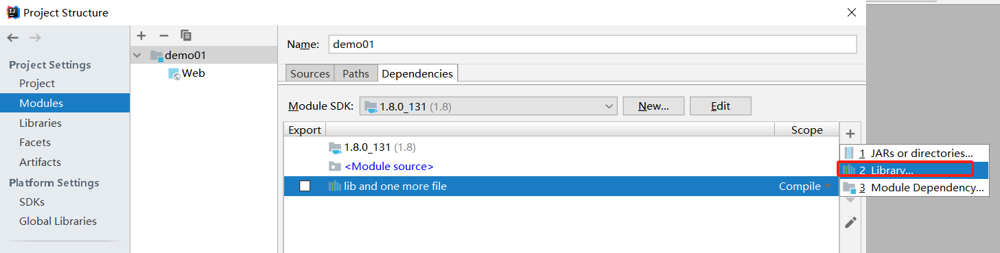 Project Structure
Project Settings
Project
Modules
Libraries
Facets
Artifacts
Platform Settings
SDKs
Global Libraries
demo01
Web
Name: demo01
Sources Paths Dependencies
Module SDK: 1.8.0_131 (1.8) New... Edit
Export Scope
1.8.0_131 (1.8)
<Module source>
lib and one more file Compile
1 JARs or directories...
2 Library...
3 Module Dependency...